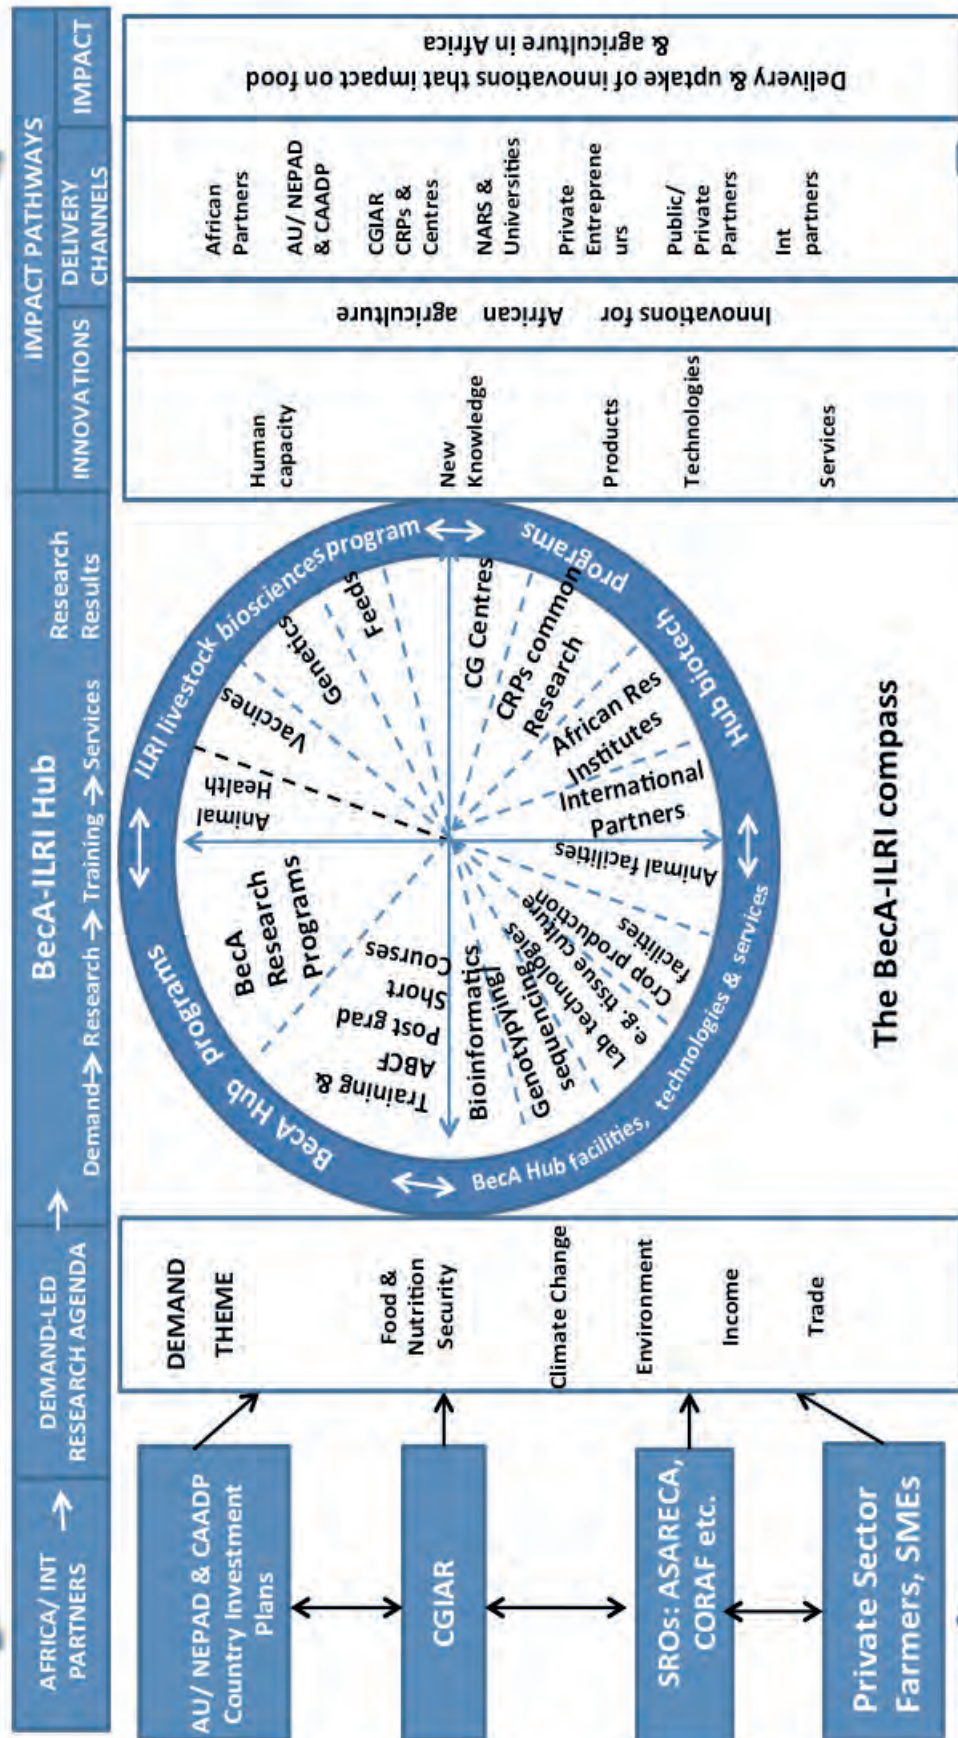 AFRICA/ INT
PARTNERS
DEMAND-LED
RESEARCH AGENDA
BecA-ILRI Hub
Demand
Research
Training
Services
Research
Results
IMPACT PATHWAYS
INNOVATIONS
DELIVERY
CHANNELS
IMPACT
AU/ NEPAD & CAADP
Country Investment
Plans
CGIAR
SROs: ASARECA,
CORAF etc.
Private Sector
Farmers, SMEs
DEMAND
THEME
Food &
Nutrition
Security
Climate Change
Environment
Income
Trade
BecA Hub programs
ILRI livestock biosciences program
Hub biotech programs
BecA Hub facilities, technologies & services
BecA
Research
Programs
Animal
Health
Vaccines
Genetics
Feeds
CG Centres
CRPs common
Research
African Res
Institutes
International
Partners
Animal facilities
Crop production
facilities
Lab technologies
e.g. tissue culture
Genotyping/
sequencing
Bioinformatics
Training &
ABCF
Post grad
Short
Courses
The BecA-ILRI compass
Human
capacity
New
Knowledge
Products
Technologies
Services
Innovations for African agriculture
African
Partners
AU/ NEPAD
& CAADP
CGIAR
CRPs &
Centres
NARS &
Universities
Private
Entreprene
urs
Public/
Private
Partners
Int
partners
Delivery & uptake of innovations that impact on food
& agriculture in Africa